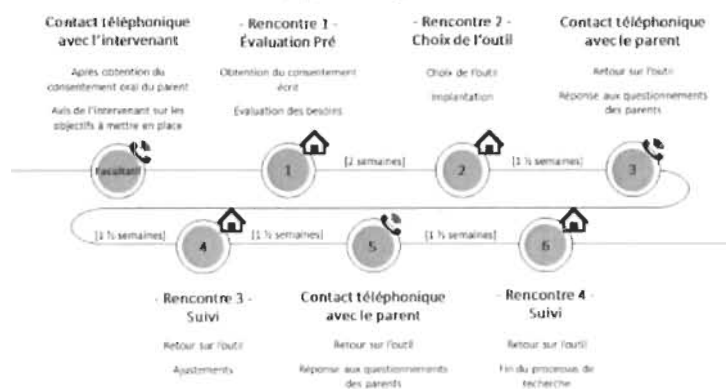 Contact téléphonique
avec l'intervenant
Après obtention du
consentement oral du parent
Avis de l'intervenant sur les
objectifs à mettre en place
- Rencontre 1 -
Évaluation Pré
Obtention du consentement
écrit
Évaluation des besoins
- Rencontre 2 -
Choix de l'outil
Choix de l'outil
Implantation
Contact téléphonique
avec le parent
Retour sur l'outil
Réponse aux questionnements
des parents
Facultatif
1
[2 semaines]
2
[1 ½ semaines]
3
[1 ½ semaines]
4
[1 ½ semaines]
5
[1 ½ semaines]
6
- Rencontre 3 -
Suivi
Retour sur l'outil
Ajustements
Contact téléphonique
avec le parent
Retour sur l'outil
Réponse aux questionnements
des parents
- Rencontre 4 -
Suivi
Retour sur l'outil
Fin du processus de
recherche